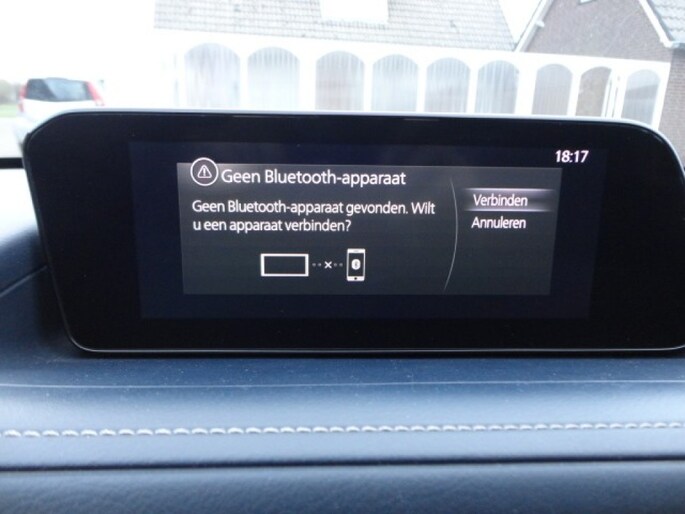 18:17
Geen Bluetooth-apparaat
Geen Bluetooth-apparaat gevonden. Wilt
u een apparaat verbinden?
Verbinden
Annuleren